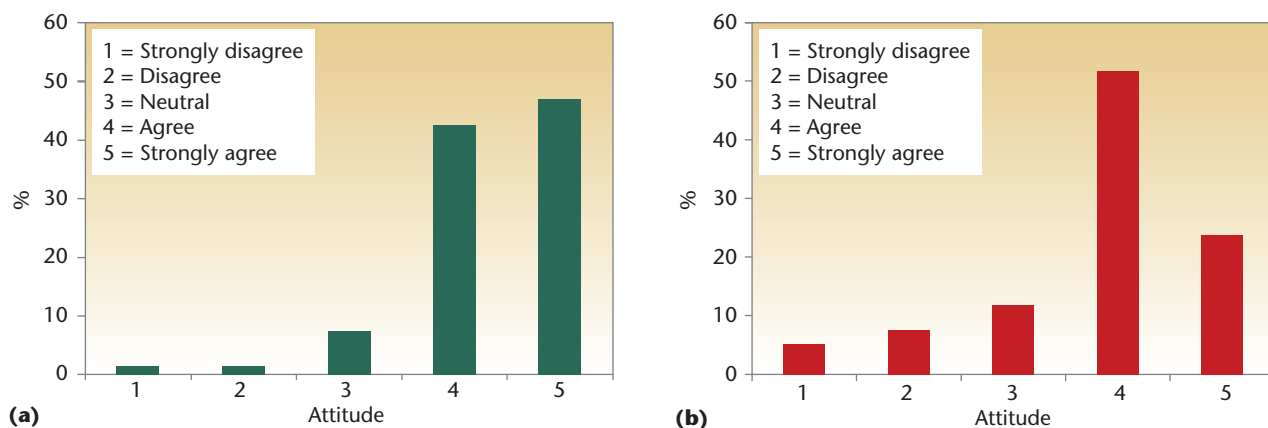 60
50
40
30
20
10
0
%
1 = Strongly disagree
2 = Disagree
3 = Neutral
4 = Agree
5 = Strongly agree
1 2 3 4 5
Attitude
(a)
60
50
40
30
20
10
0
%
1 = Strongly disagree
2 = Disagree
3 = Neutral
4 = Agree
5 = Strongly agree
1 2 3 4 5
Attitude
(b)